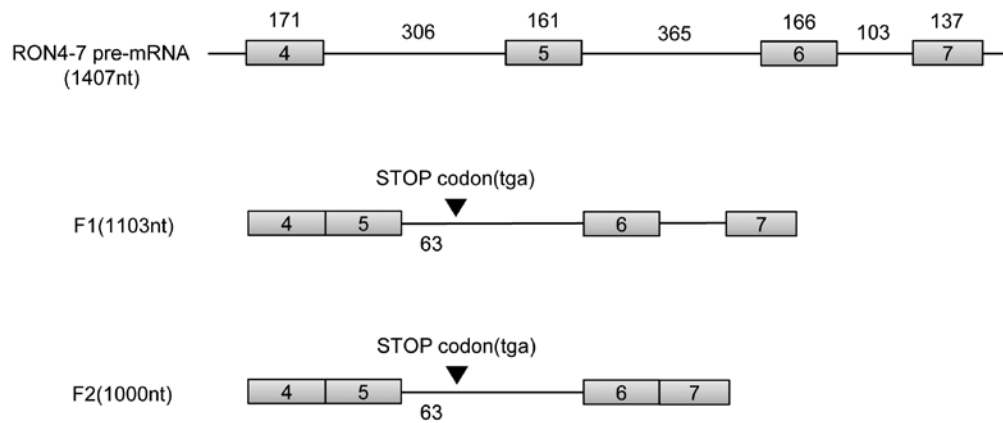 171 306 161 365 166 103 137
RON4-7 pre-mRNA 4 5 6 7
(1407nt)
STOP codon(tga)
F1(1103nt) 4 5 6 7
63
STOP codon(tga)
F2(1000nt) 4 5 6 7
63